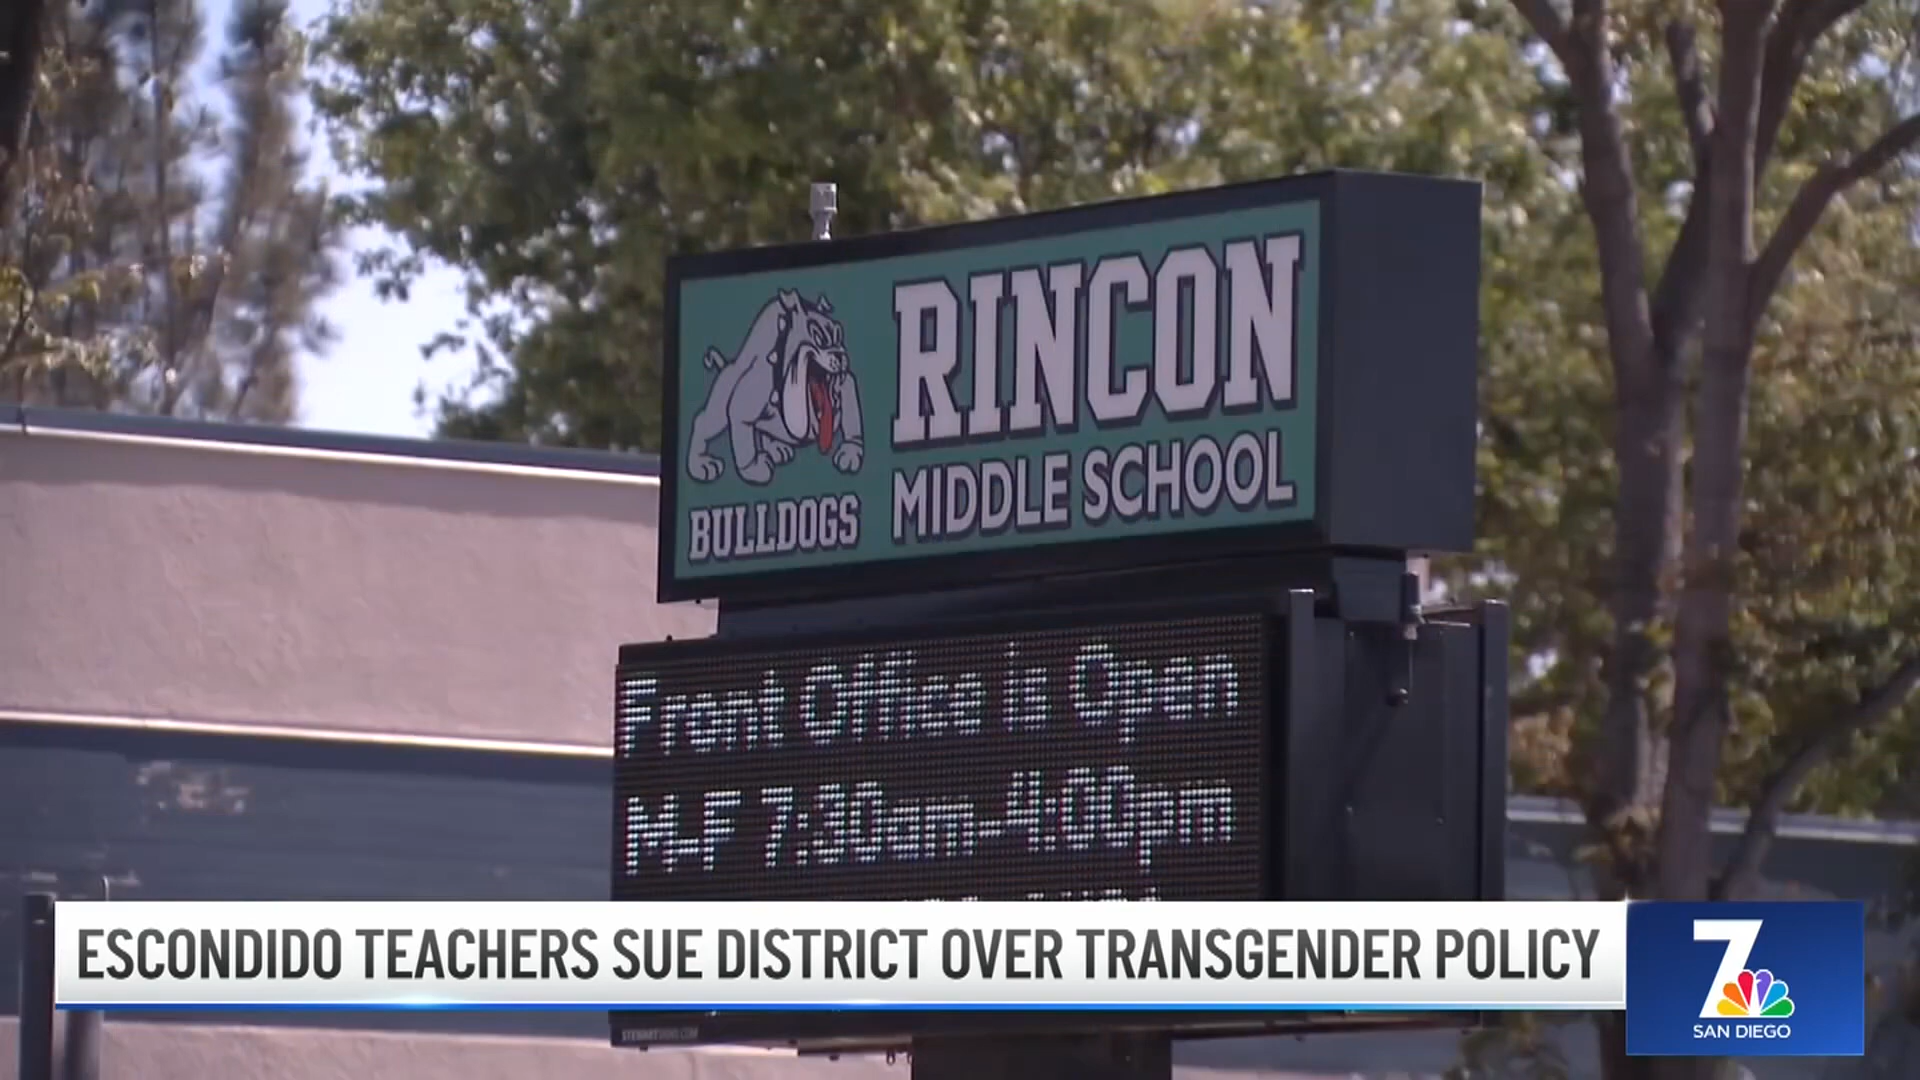 RINCON
MIDDLE SCHOOL
BULLDOGS
Front Office is Open
M-F 7:30am-4:00pm
ESCONDIDO TEACHERS SUE DISTRICT OVER TRANSGENDER POLICY
7
SAN DIEGO